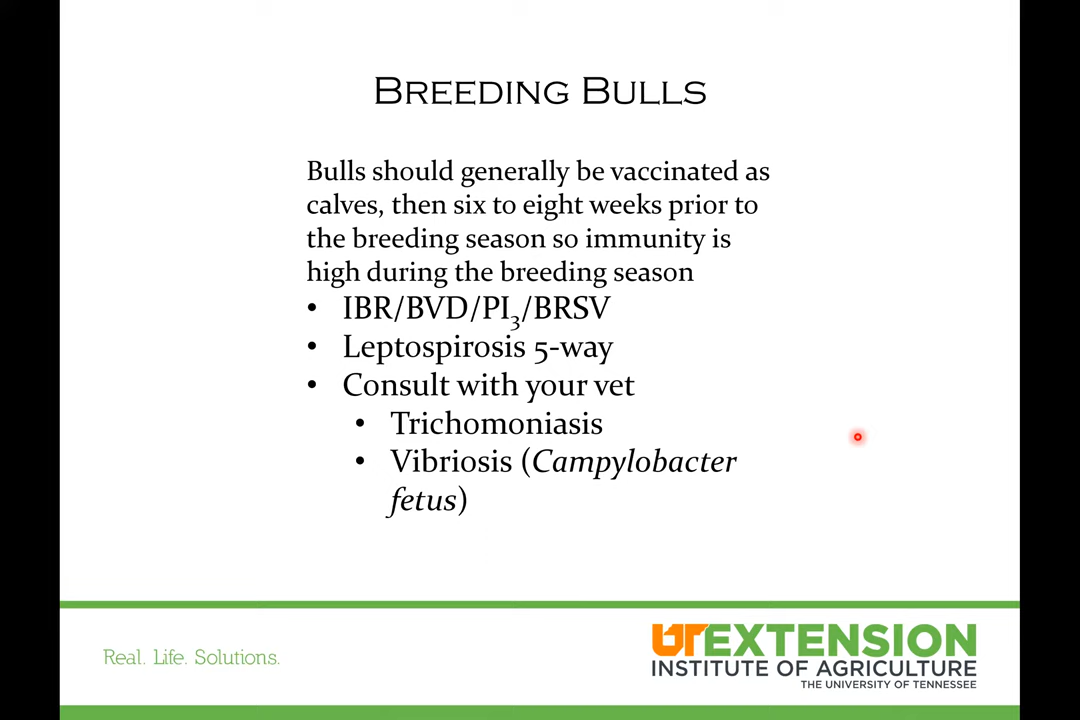 Breeding Bulls
Bulls should generally be vaccinated as
calves, then six to eight weeks prior to
the breeding season so immunity is
high during the breeding season
• IBR/BVD/PI₃/BRSV
• Leptospirosis 5-way
• Consult with your vet
• Trichomoniasis
• Vibriosis (Campylobacter
fetus)
Real. Life. Solutions.
UT EXTENSION
INSTITUTE OF AGRICULTURE
THE UNIVERSITY OF TENNESSEE